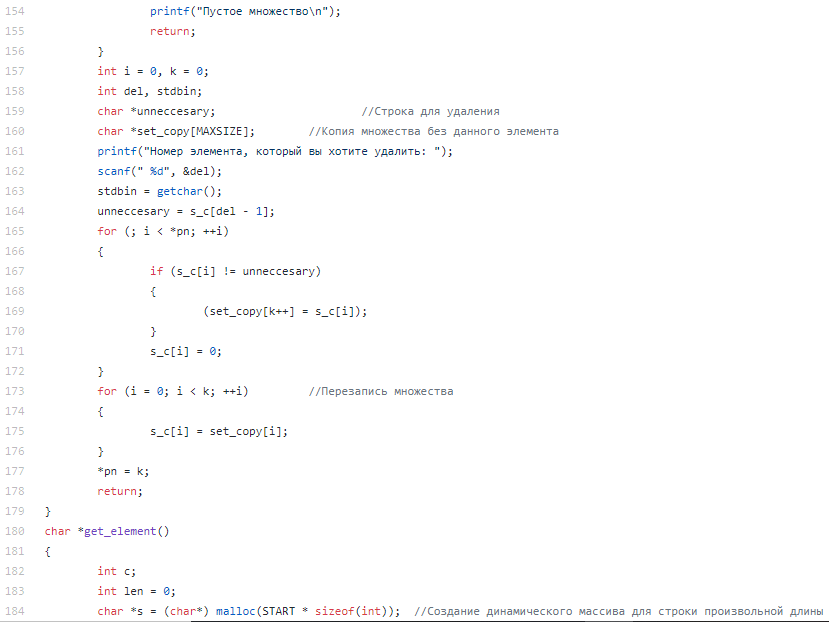 154 printf("Пустое множество\n");
155 return;
156 }
157 int i = 0, k = 0;
158 int del, stdbin;
159 char *unneccesary; //Строка для удаления
160 char *set_copy[MAXSIZE]; //Копия множества без данного элемента
161 printf("Номер элемента, который вы хотите удалить: ");
162 scanf(" %d", &del);
163 stdbin = getchar();
164 unneccesary = s_c[del - 1];
165 for (; i < *pn; ++i)
166 {
167 if (s_c[i] != unneccesary)
168 {
169 (set_copy[k++] = s_c[i]);
170 }
171 s_c[i] = 0;
172 }
173 for (i = 0; i < k; ++i) //Перезапись множества
174 {
175 s_c[i] = set_copy[i];
176 }
177 *pn = k;
178 return;
179 }
180 char *get_element()
181 {
182 int c;
183 int len = 0;
184 char *s = (char*) malloc(START * sizeof(int)); //Создание динамического массива для строки произвольной длины